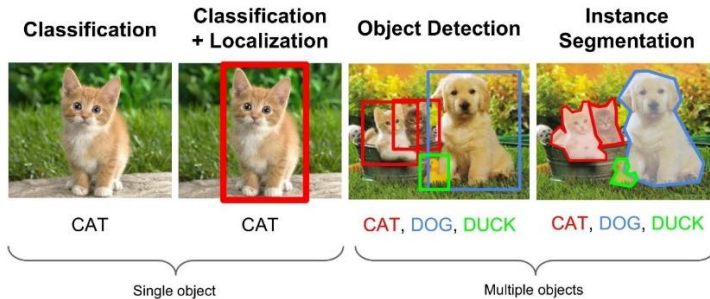 Classification
Classification
+ Localization
Object Detection
Instance
Segmentation
CAT
CAT
CAT, DOG, DUCK
CAT, DOG, DUCK
Single object
Multiple objects